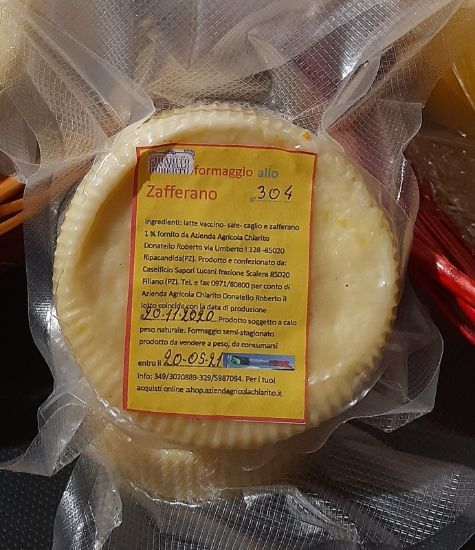 CHIARITO
DONATELLO
ROBERTO
formaggio allo
Zafferano gr 304
Ingredienti: latte vaccino- sale- caglio e zafferano
1 % fornito da Azienda Agricola Chiarito
Donatello Roberto via Umberto I 128 -85020
Ripacandida(PZ). Prodotto e confezionato da:
Caseificio Sapori Lucani frazione Scalera 85020
Filiano (PZ). Tel. e fax 0971/80800 per conto di
Azienda Agricola Chiarito Donatello Roberto il
lotto coincide con la data di produzione
20.11.2020 .Prodotto soggetto a calo
peso naturale. Formaggio semi-stagionato
prodotto da vendere a peso, da consumarsi
entro il 20-05-21
info: 349/3020889-329/5987094. Per i tuoi
acquisti online :shop.aziendagricolachiarito.it